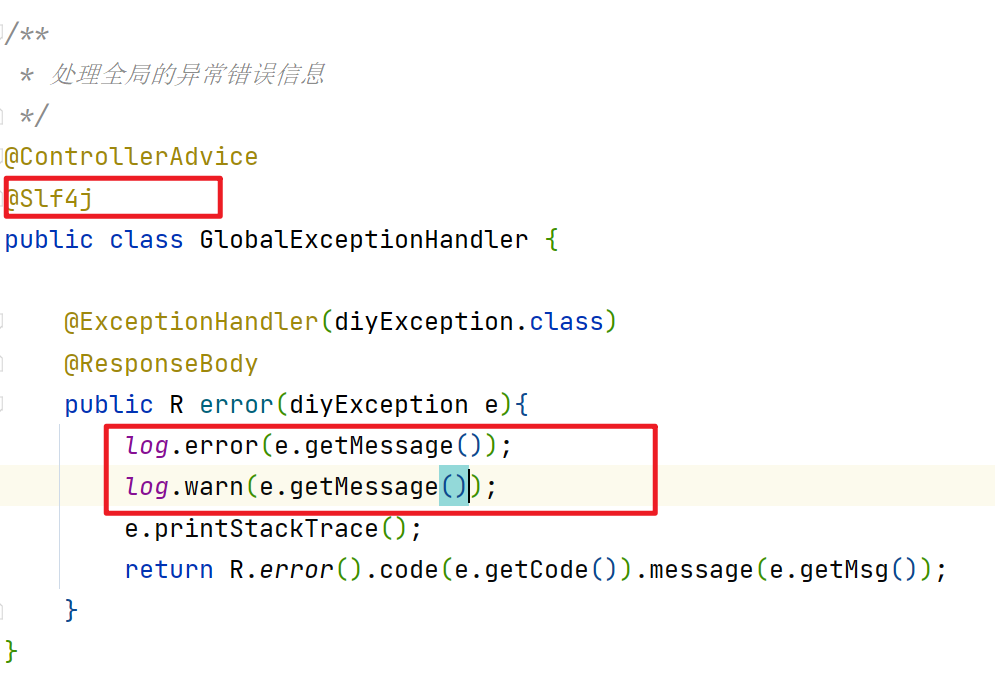 /**
 * 处理全局的异常错误信息
 */
@ControllerAdvice
@Slf4j
public class GlobalExceptionHandler {
    @ExceptionHandler(diyException.class)
    @ResponseBody
    public R error(diyException e){
        log.error(e.getMessage());
        log.warn(e.getMessage());
        e.printStackTrace();
        return R.error().code(e.getCode()).message(e.getMsg());
    }
}